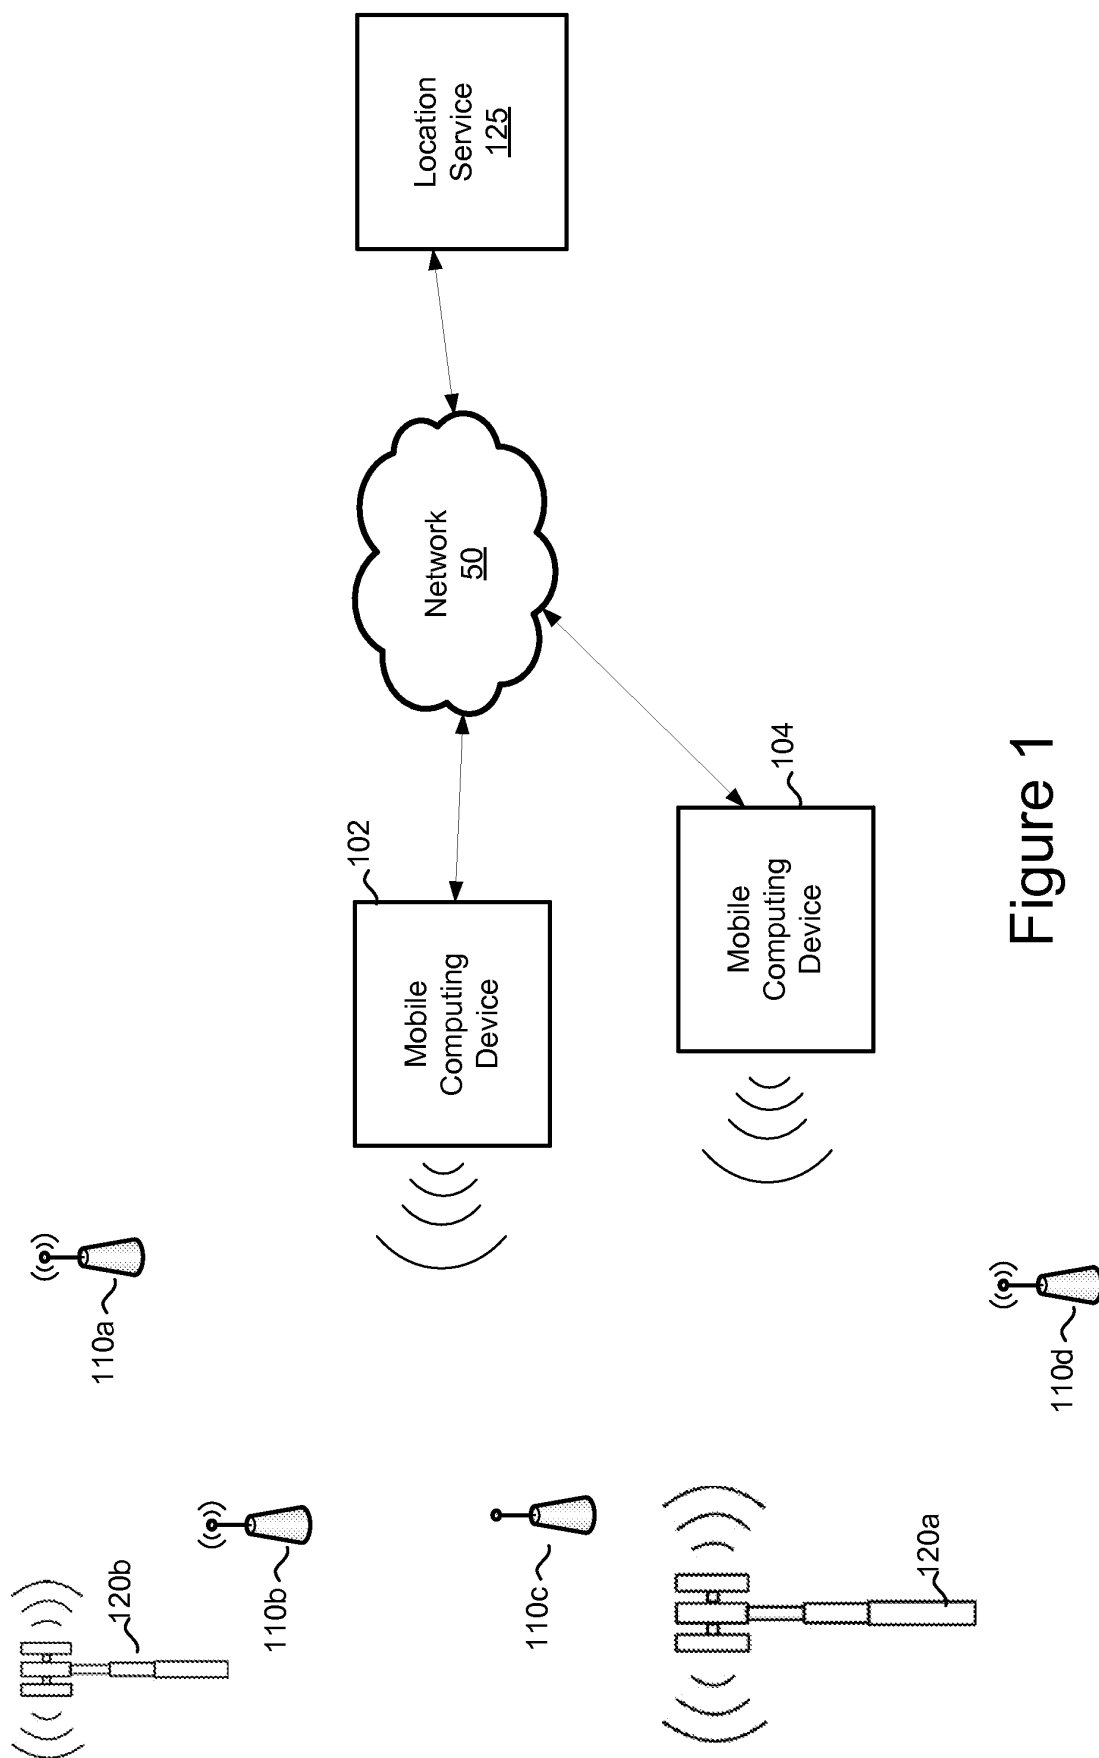 120b
110a
110b
110c
120a
110d
102
Mobile
Computing
Device
104
Mobile
Computing
Device
Network
50
Location
Service
125
Figure 1